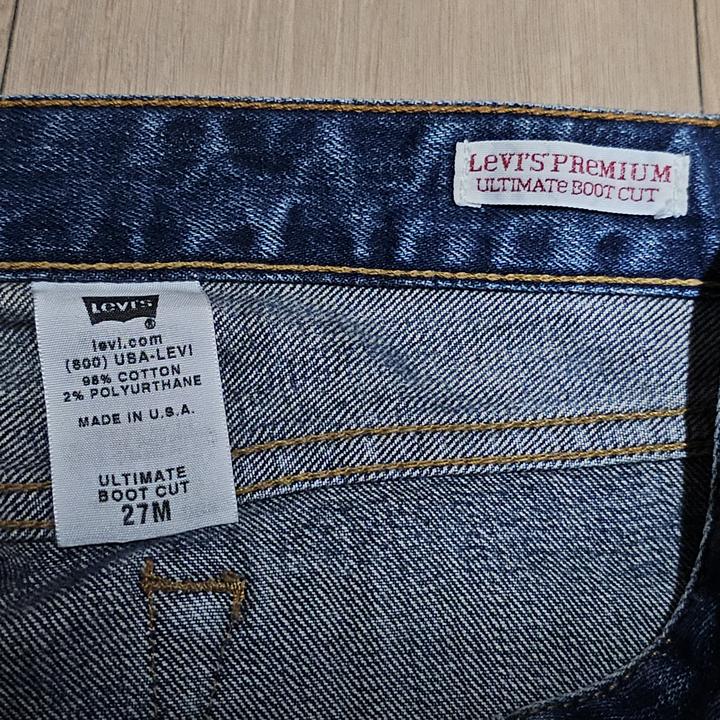 LeVI'S PReMIUM
ULTIMATe BOOT CUT
Levi's
®
levi.com
(800) USA-LEVI
98% COTTON
2% POLYURTHANE
MADE IN U.S.A.
ULTIMATE
BOOT CUT
27M